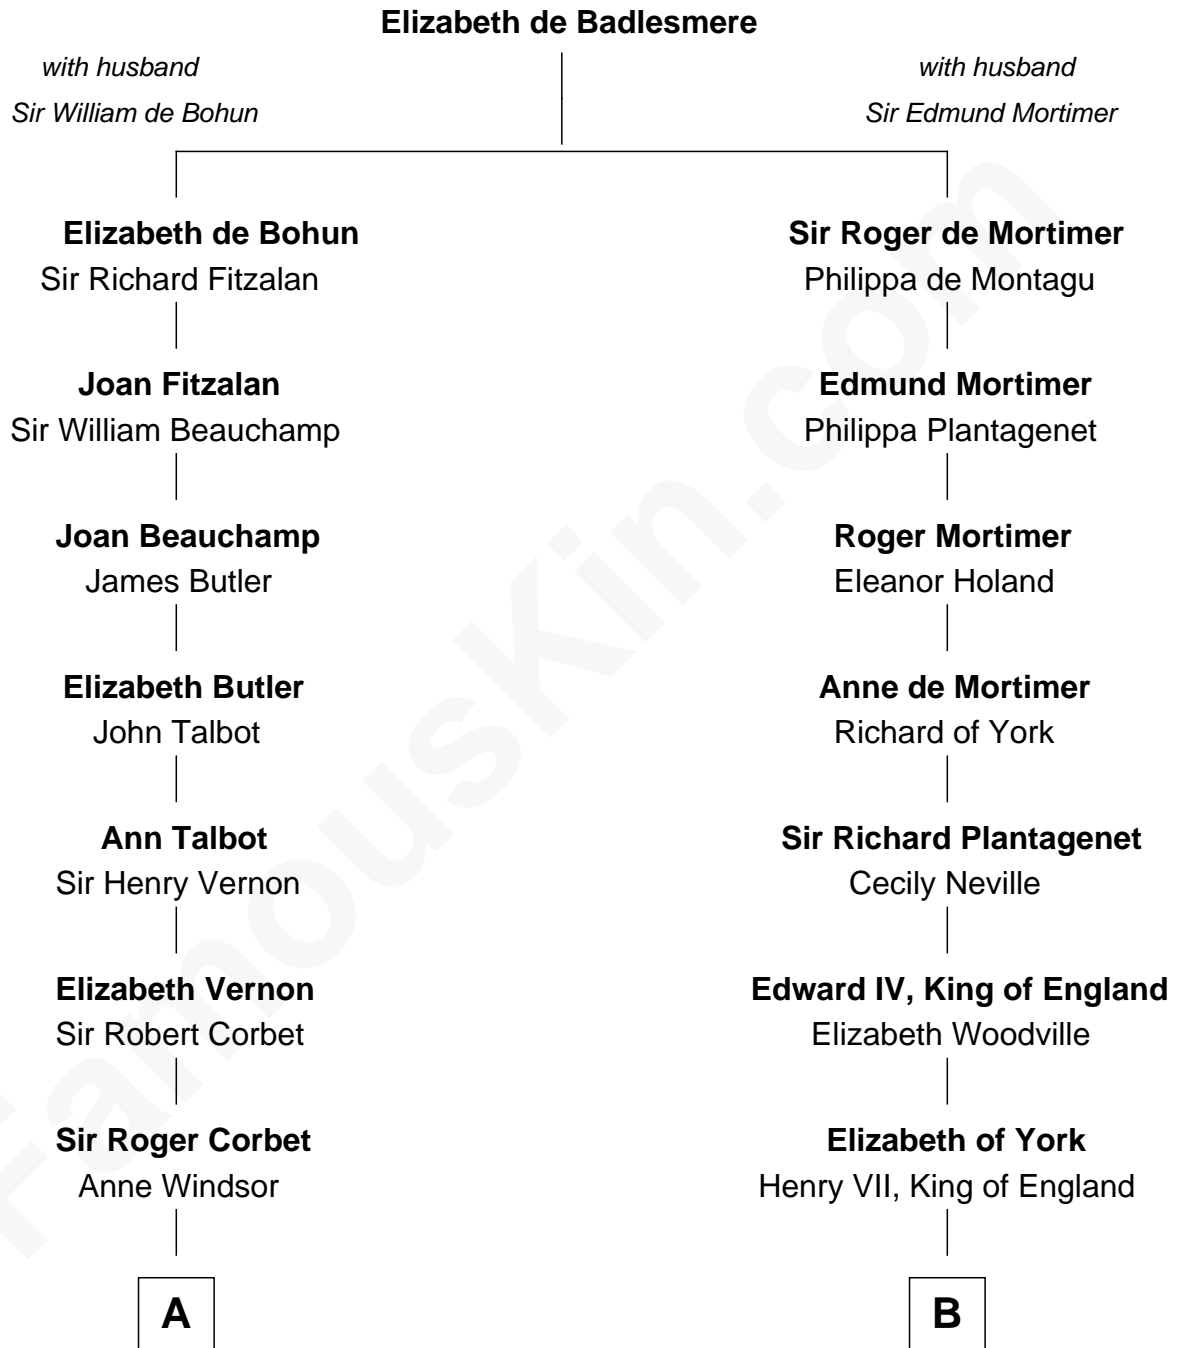 Elizabeth de Badlesmere
with husband
Sir William de Bohun
with husband
Sir Edmund Mortimer
Elizabeth de Bohun
Sir Richard Fitzalan
Sir Roger de Mortimer
Philippa de Montagu
Joan Fitzalan
Sir William Beauchamp
Edmund Mortimer
Philippa Plantagenet
Joan Beauchamp
James Butler
Roger Mortimer
Eleanor Holand
Elizabeth Butler
John Talbot
Anne de Mortimer
Richard of York
Ann Talbot
Sir Henry Vernon
Sir Richard Plantagenet
Cecily Neville
Elizabeth Vernon
Sir Robert Corbet
Edward IV, King of England
Elizabeth Woodville
Sir Roger Corbet
Anne Windsor
Elizabeth of York
Henry VII, King of England
A
B
FamousKin.com